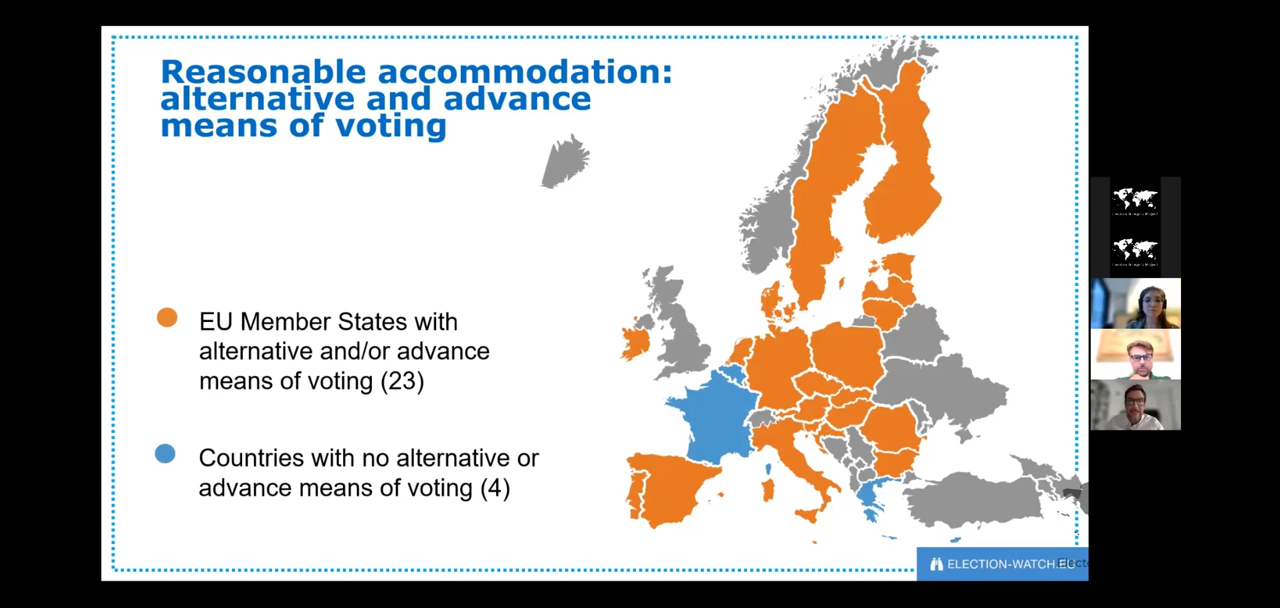 Reasonable accommodation:
alternative and advance
means of voting
EU Member States with
alternative and/or advance
means of voting (23)
Countries with no alternative or
advance means of voting (4)
ELECTION-WATCH.EU